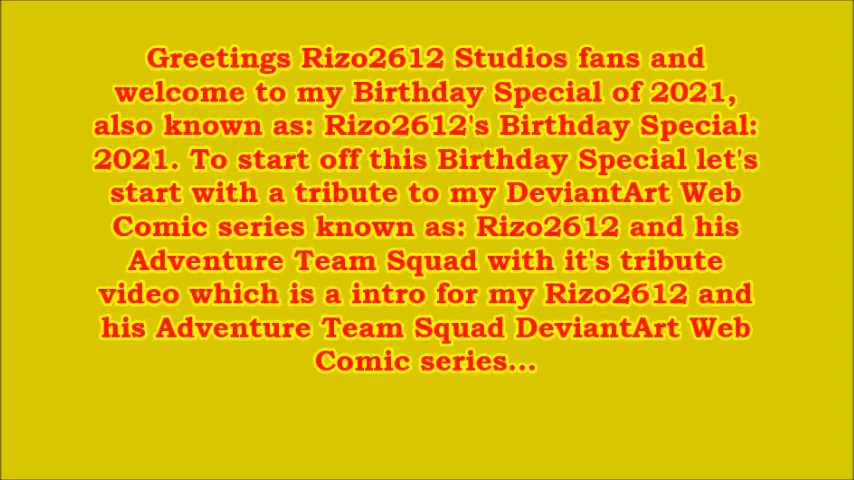 Greetings Rizo2612 Studios fans and
welcome to my Birthday Special of 2021,
also known as: Rizo2612's Birthday Special:
2021. To start off this Birthday Special let's
start with a tribute to my DeviantArt Web
Comic series known as: Rizo2612 and his
Adventure Team Squad with it's tribute
video which is a intro for my Rizo2612 and
his Adventure Team Squad DeviantArt Web
Comic series...